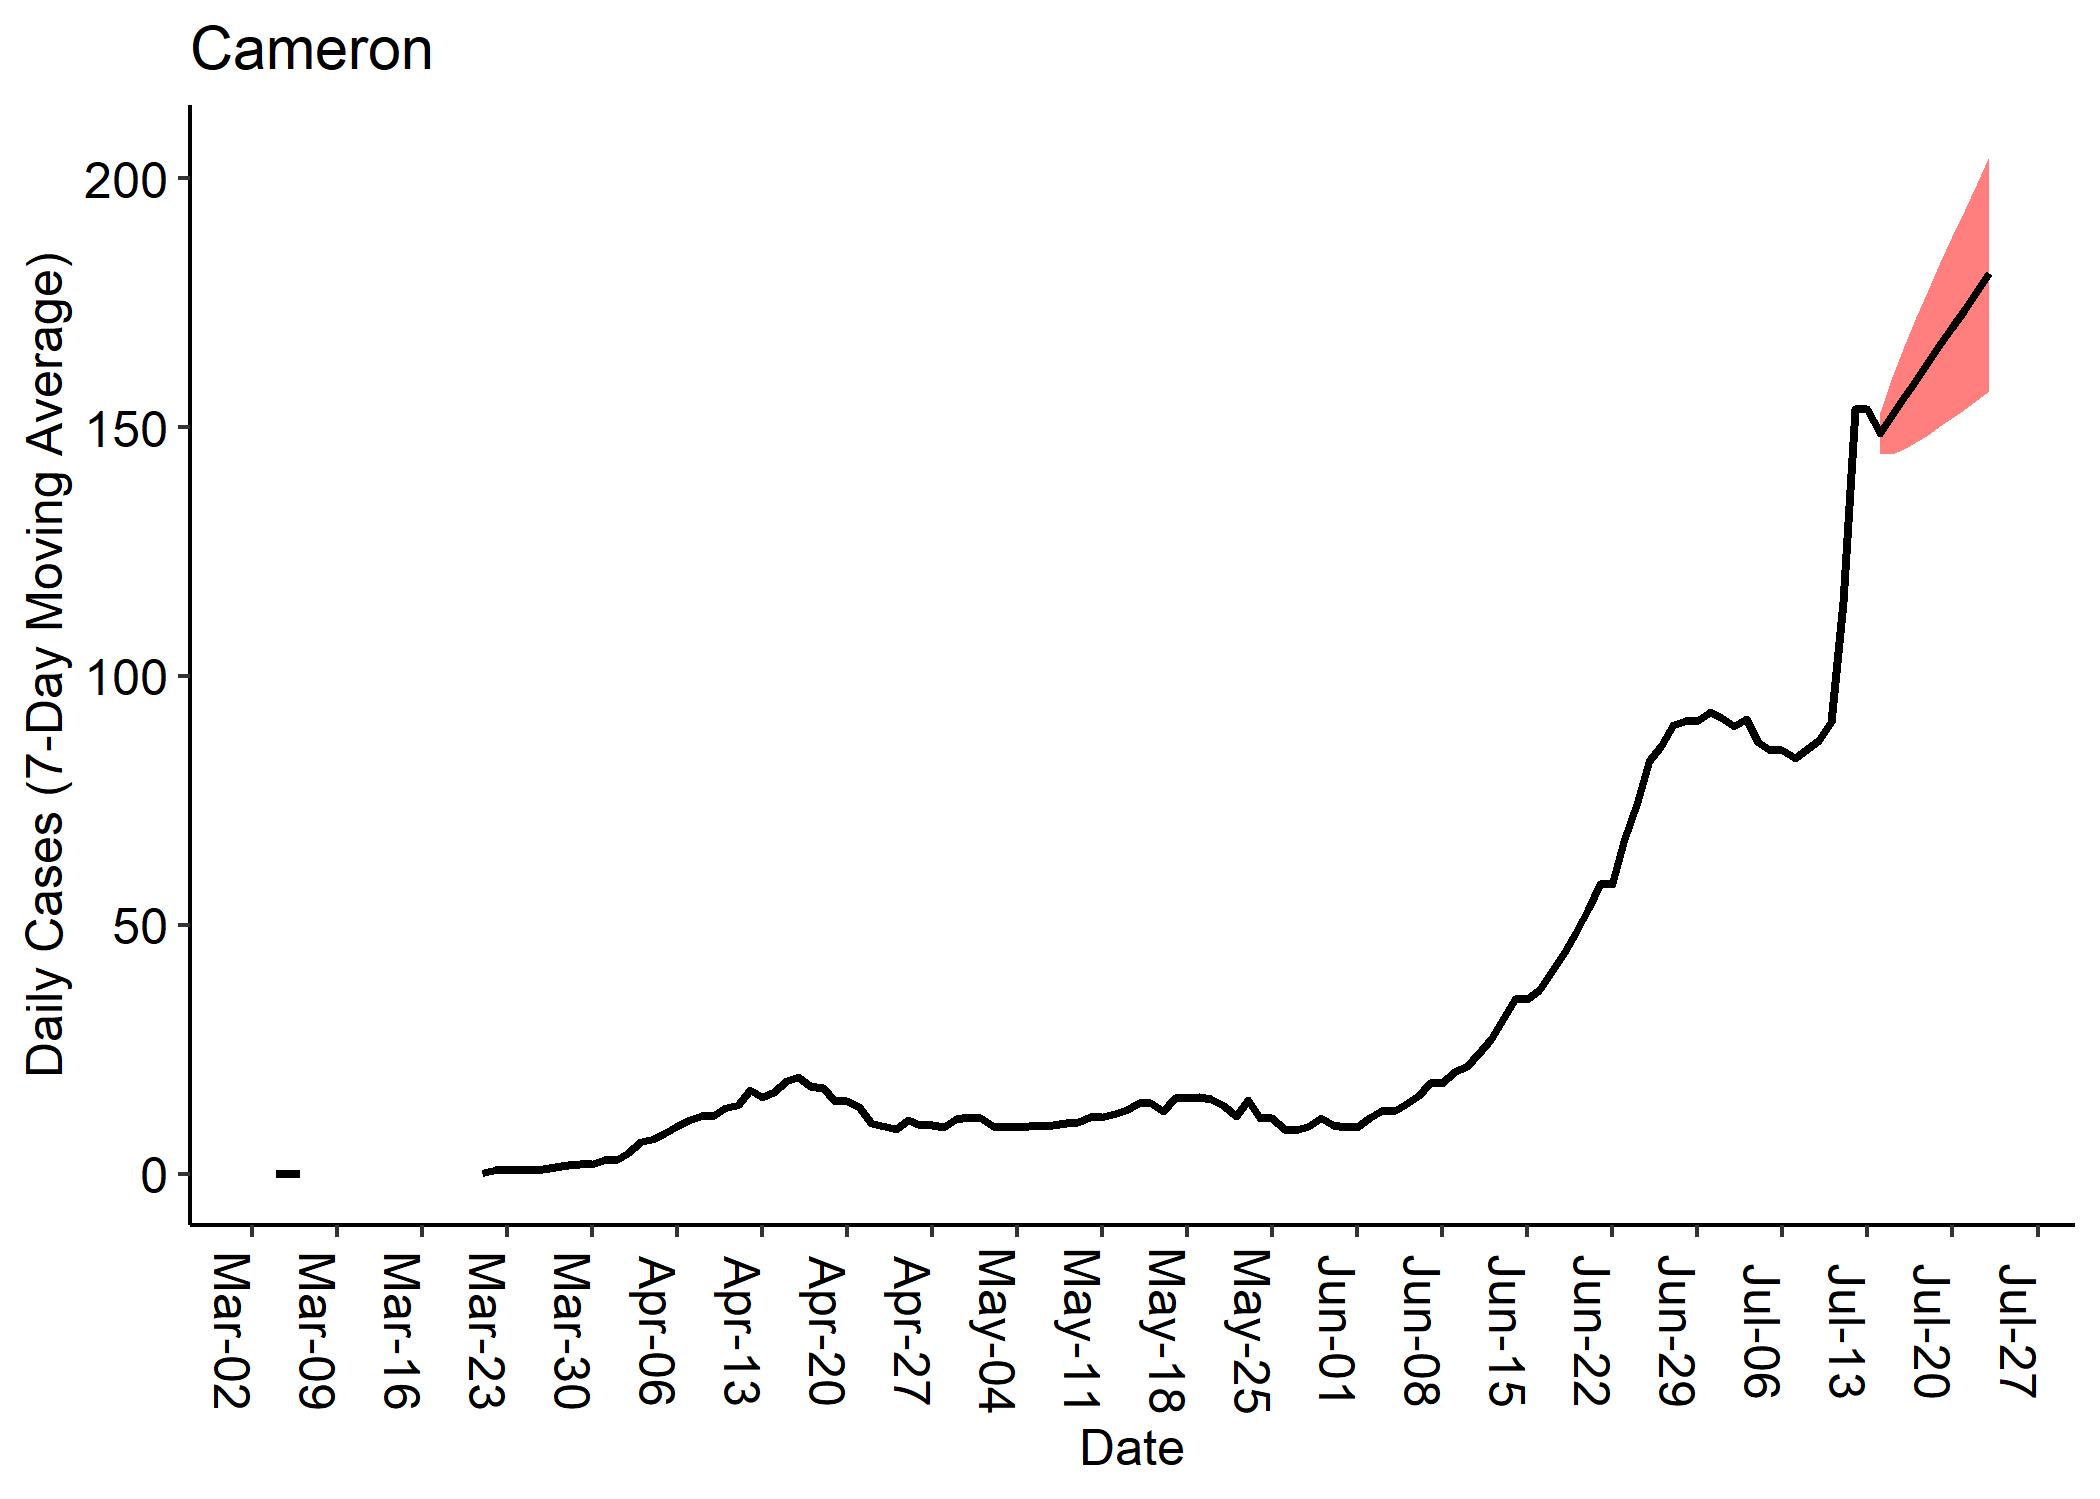 Cameron
Daily Cases (7-Day Moving Average)
200
150
100
50
0
Mar-02
Mar-09
Mar-16
Mar-23
Mar-30
Apr-06
Apr-13
Apr-20
Apr-27
May-04
May-11
May-18
May-25
Jun-01
Jun-08
Jun-15
Jun-22
Jun-29
Jul-06
Jul-13
Jul-20
Jul-27
Date